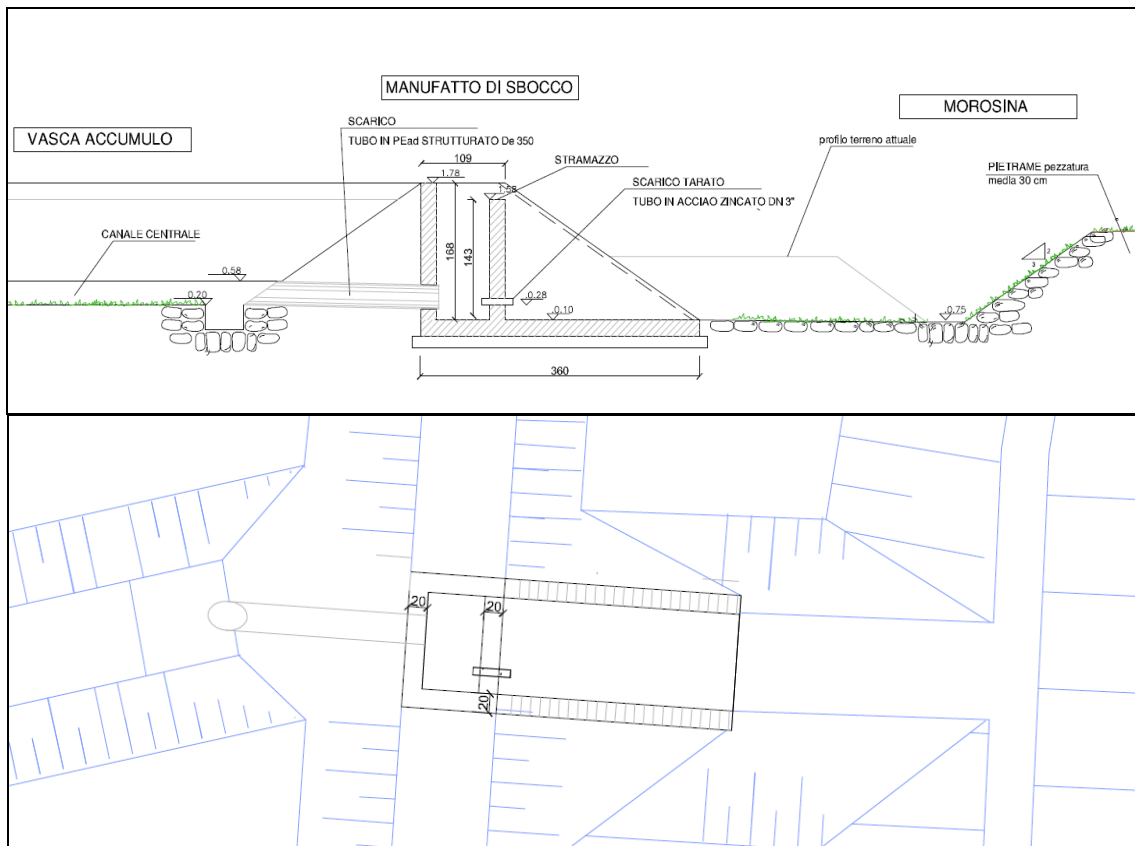 MANUFATTO DI SBOCCO
MOROSINA
VASCA ACCUMULO
SCARICO
TUBO IN PEad STRUTTURATO De 350
109
STRAMAZZO
profilo terreno attuale
PIETRAME pezzatura
media 30 cm
1.78
1.58
SCARICO TARATO
TUBO IN ACCIAO ZINCATO DN 3"
CANALE CENTRALE
168
143
3
2
0.58
0.20
0.28
0.10
0.75
360
20
20
20